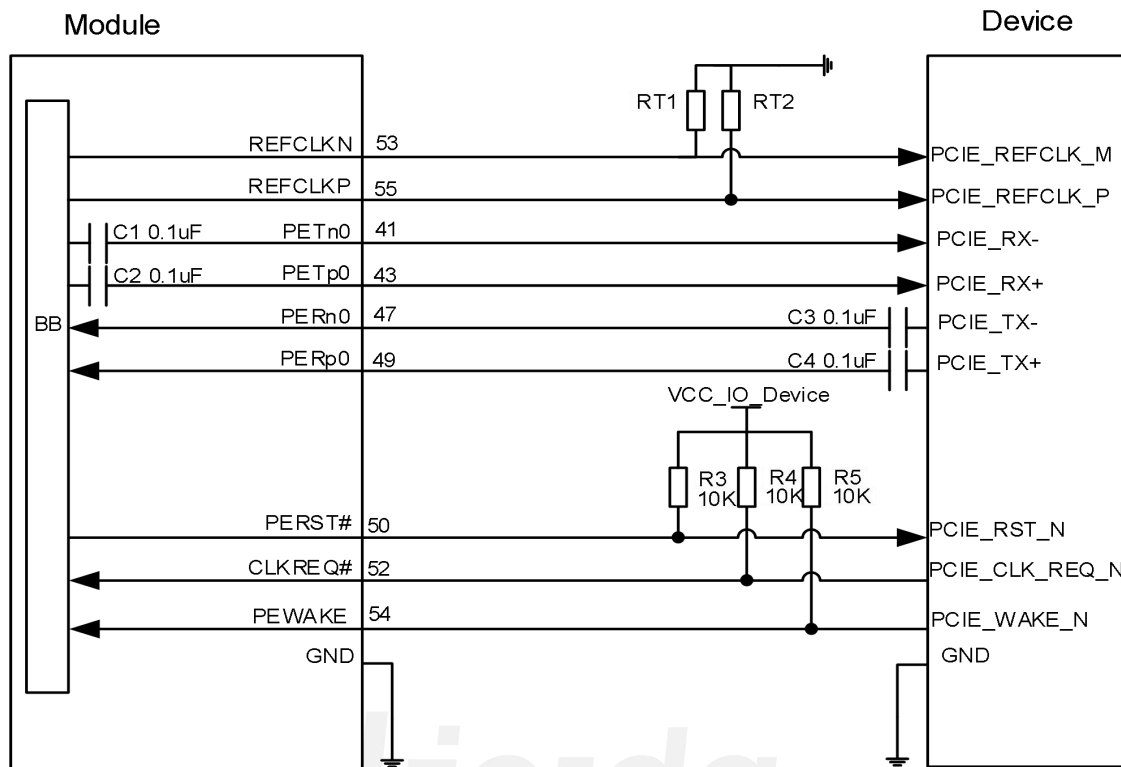 Module
Device
RT1
RT2
REFCLKN 53
PCIE_REFCLK_M
REFCLKP 55
PCIE_REFCLK_P
C1 0.1uF PETn0 41
PCIE_RX-
C2 0.1uF PETp0 43
PCIE_RX+
BB
PERn0 47
C3 0.1uF
PCIE_TX-
PERp0 49
C4 0.1uF
PCIE_TX+
VCC_IO_Device
R3
10K
R4
10K
R5
10K
PERST# 50
PCIE_RST_N
CLKREQ# 52
PCIE_CLK_REQ_N
PEWAKE 54
PCIE_WAKE_N
GND
GND